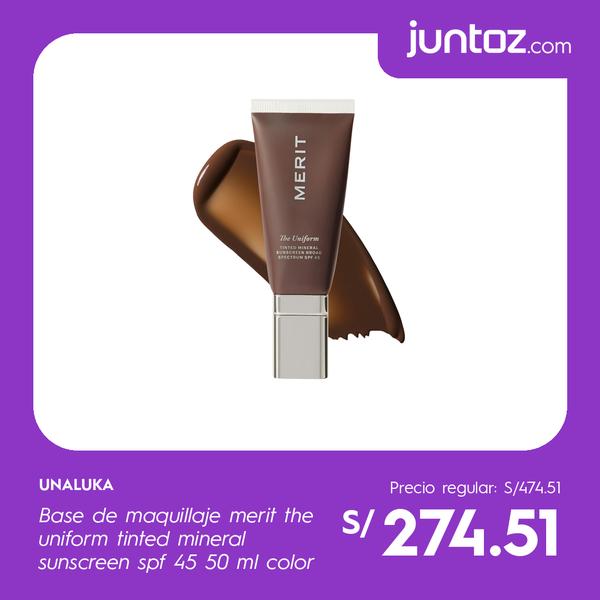 juntoz.com
MERIT
The Uniform
TINTED MINERAL
SUNSCREEN BROAD
SPECTRUM SPF 45
UNALUKA
Base de maquillaje merit the
uniform tinted mineral
sunscreen spf 45 50 ml color
Precio regular: S/474.51
S/ 274.51